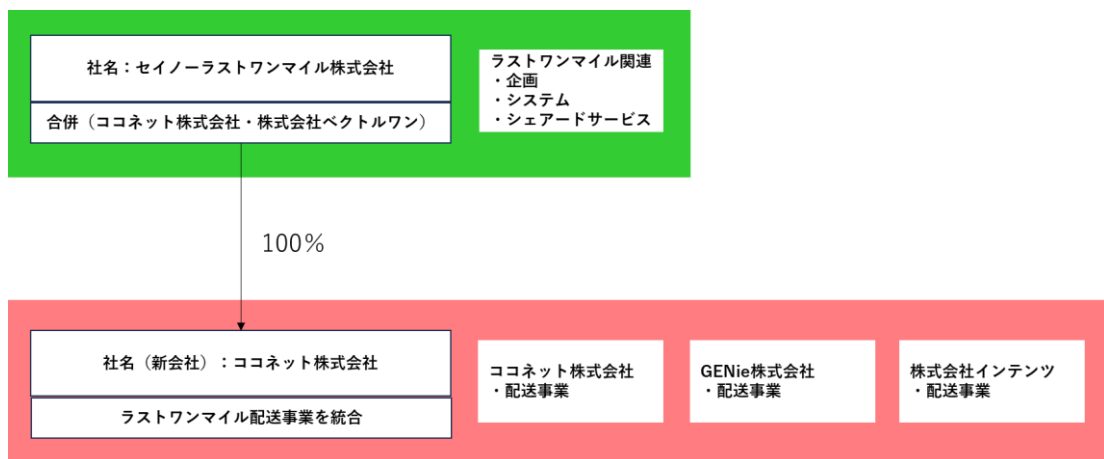 社名：セイノーラストワンマイル株式会社
合併（ココネット株式会社・株式会社ベクトルワン）
ラストワンマイル関連
・企画
・システム
・シェアードサービス
100％
社名（新会社）：ココネット株式会社
ラストワンマイル配送事業を統合
ココネット株式会社
・配送事業
GENie株式会社
・配送事業
株式会社インテンツ
・配送事業